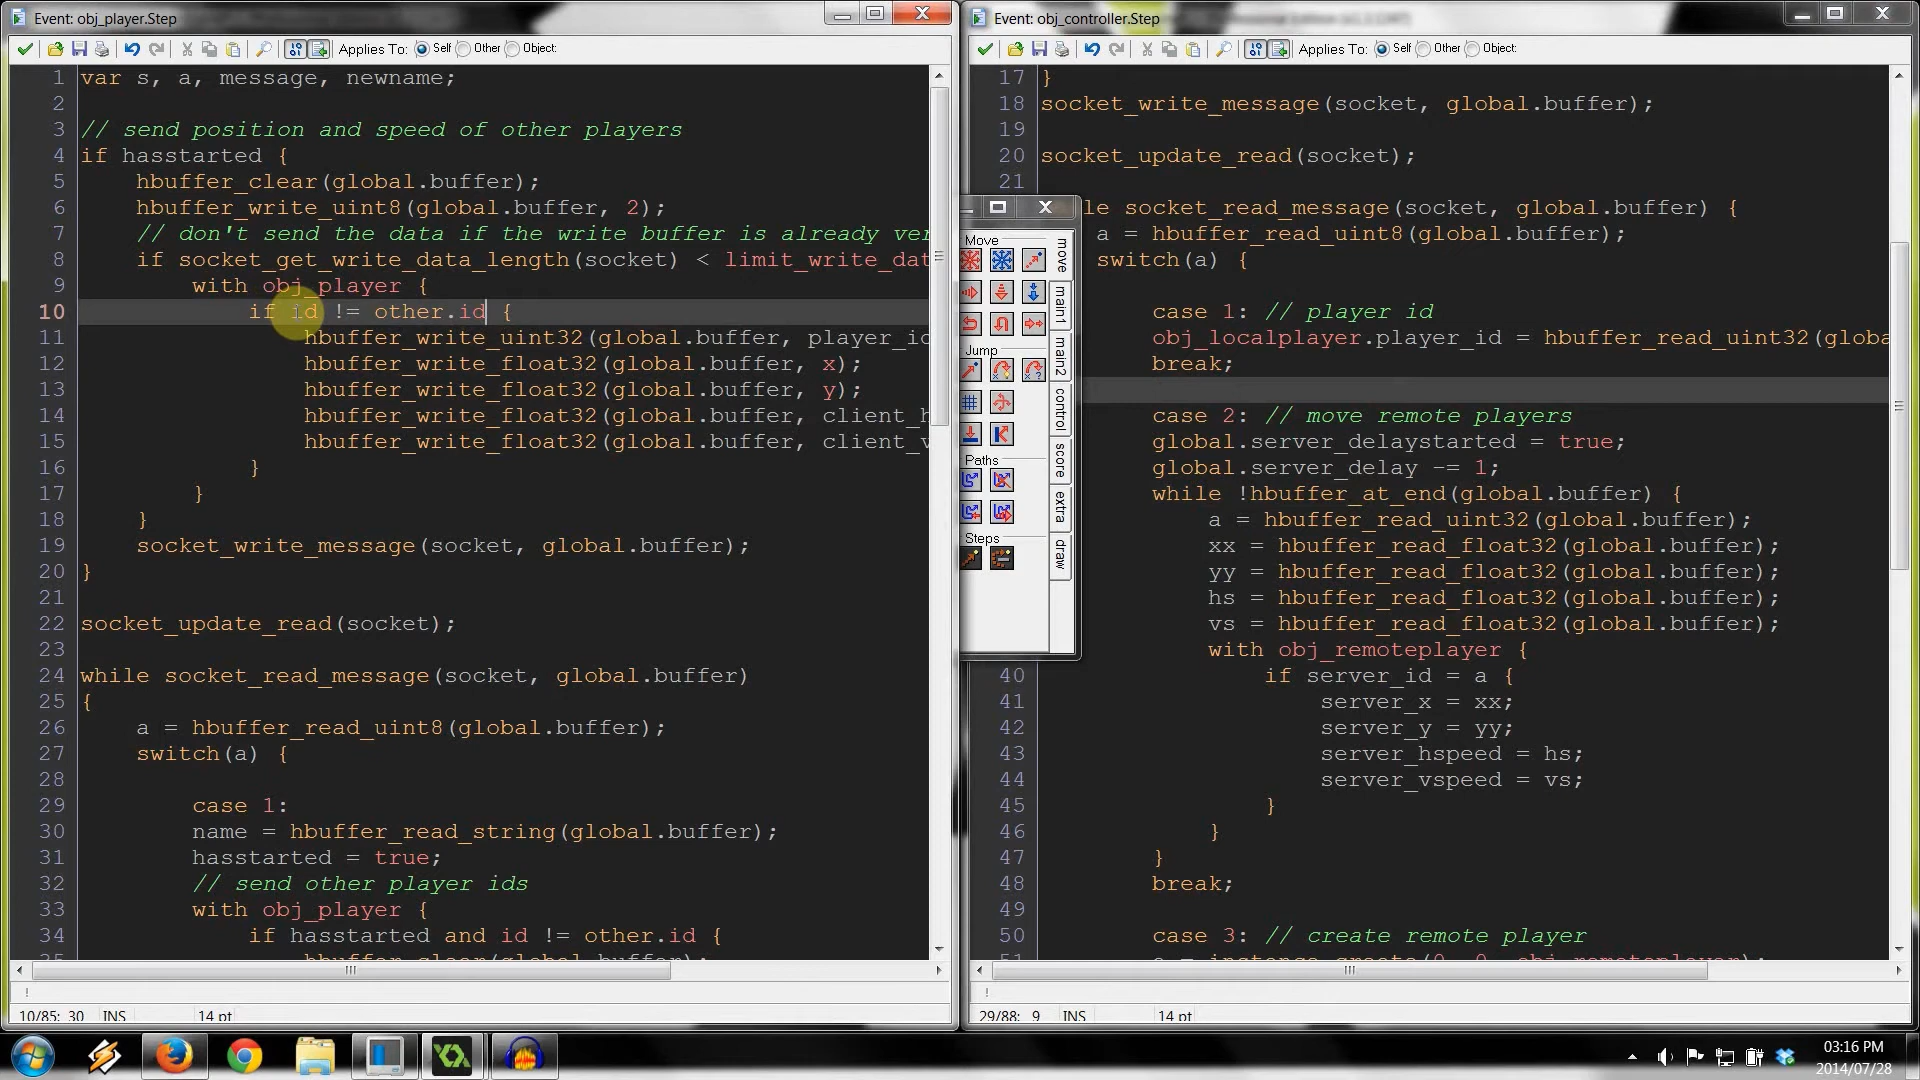 Event: obj_player.Step
Applies To: Self Other Object:
1 var s, a, message, newname;
2
3 // send position and speed of other players
4 if hasstarted {
5 hbuffer_clear(global.buffer);
6 hbuffer_write_uint8(global.buffer, 2);
7 // don't send the data if the write buffer is already ver
8 if socket_get_write_data_length(socket) < limit_write_dat
9 with obj_player {
10 if id != other.id {
11 hbuffer_write_uint32(global.buffer, player_id
12 hbuffer_write_float32(global.buffer, x);
13 hbuffer_write_float32(global.buffer, y);
14 hbuffer_write_float32(global.buffer, client_h
15 hbuffer_write_float32(global.buffer, client_v
16 }
17 }
18 }
19 socket_write_message(socket, global.buffer);
20 }
21
22 socket_update_read(socket);
23
24 while socket_read_message(socket, global.buffer)
25 {
26 a = hbuffer_read_uint8(global.buffer);
27 switch(a) {
28
29 case 1:
30 name = hbuffer_read_string(global.buffer);
31 hasstarted = true;
32 // send other player ids
33 with obj_player {
34 if hasstarted and id != other.id {
10/85: 30 INS 14 pt
Event: obj_controller.Step
Applies To: Self Other Object:
17 }
18 socket_write_message(socket, global.buffer);
19
20 socket_update_read(socket);
21
le socket_read_message(socket, global.buffer) {
a = hbuffer_read_uint8(global.buffer);
switch(a) {
case 1: // player id
obj_localplayer.player_id = hbuffer_read_uint32(globa
break;
case 2: // move remote players
global.server_delaystarted = true;
global.server_delay -= 1;
while !hbuffer_at_end(global.buffer) {
a = hbuffer_read_uint32(global.buffer);
xx = hbuffer_read_float32(global.buffer);
yy = hbuffer_read_float32(global.buffer);
hs = hbuffer_read_float32(global.buffer);
vs = hbuffer_read_float32(global.buffer);
with obj_remoteplayer {
40 if server_id = a {
41 server_x = xx;
42 server_y = yy;
43 server_hspeed = hs;
44 server_vspeed = vs;
45 }
46 }
47 }
48 break;
49
50 case 3: // create remote player
29/88: 9 INS 14 pt
Move
Jump
Paths
Steps
move
main1
main2
control
score
extra
draw
03:16 PM
2014/07/28